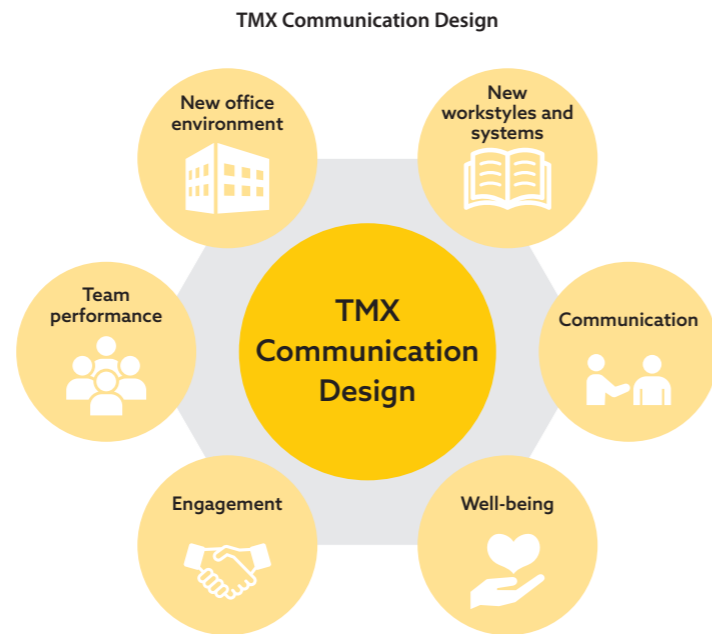 TMX Communication Design
New office
environment
New
workstyles and
systems
Team
performance
TMX
Communication
Design
Communication
Engagement
Well-being